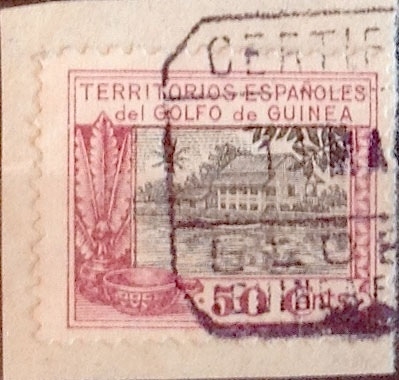 CERTIF
TERRITORIOS ESPAÑOLES
del GOLFO de GUINEA
50 Cents